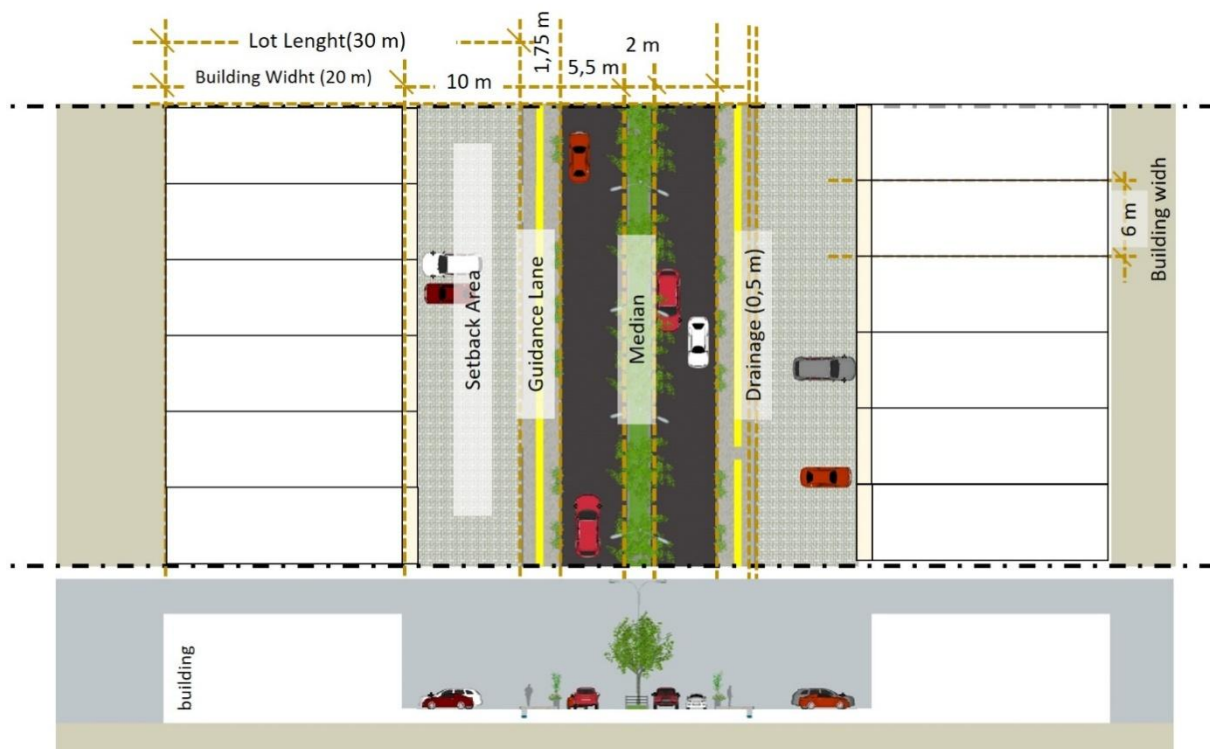 Lot Lenght(30 m)
1,75 m
2 m
5,5 m
Building Widht (20 m)
10 m
Setback Area
Guidance Lane
Median
Drainage (0,5 m)
6 m
Building widh
building